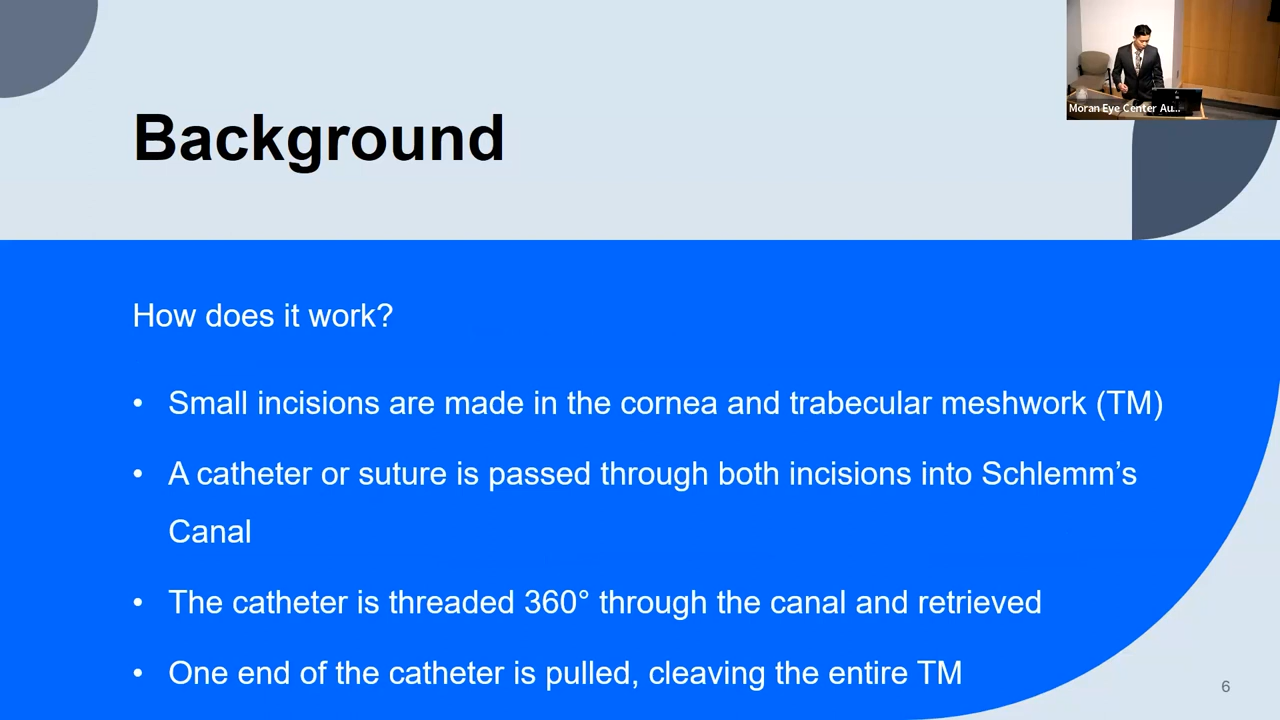 Moran Eye Center Au...
Background
How does it work?
• Small incisions are made in the cornea and trabecular meshwork (TM)
• A catheter or suture is passed through both incisions into Schlemm’s
Canal
• The catheter is threaded 360° through the canal and retrieved
• One end of the catheter is pulled, cleaving the entire TM
6